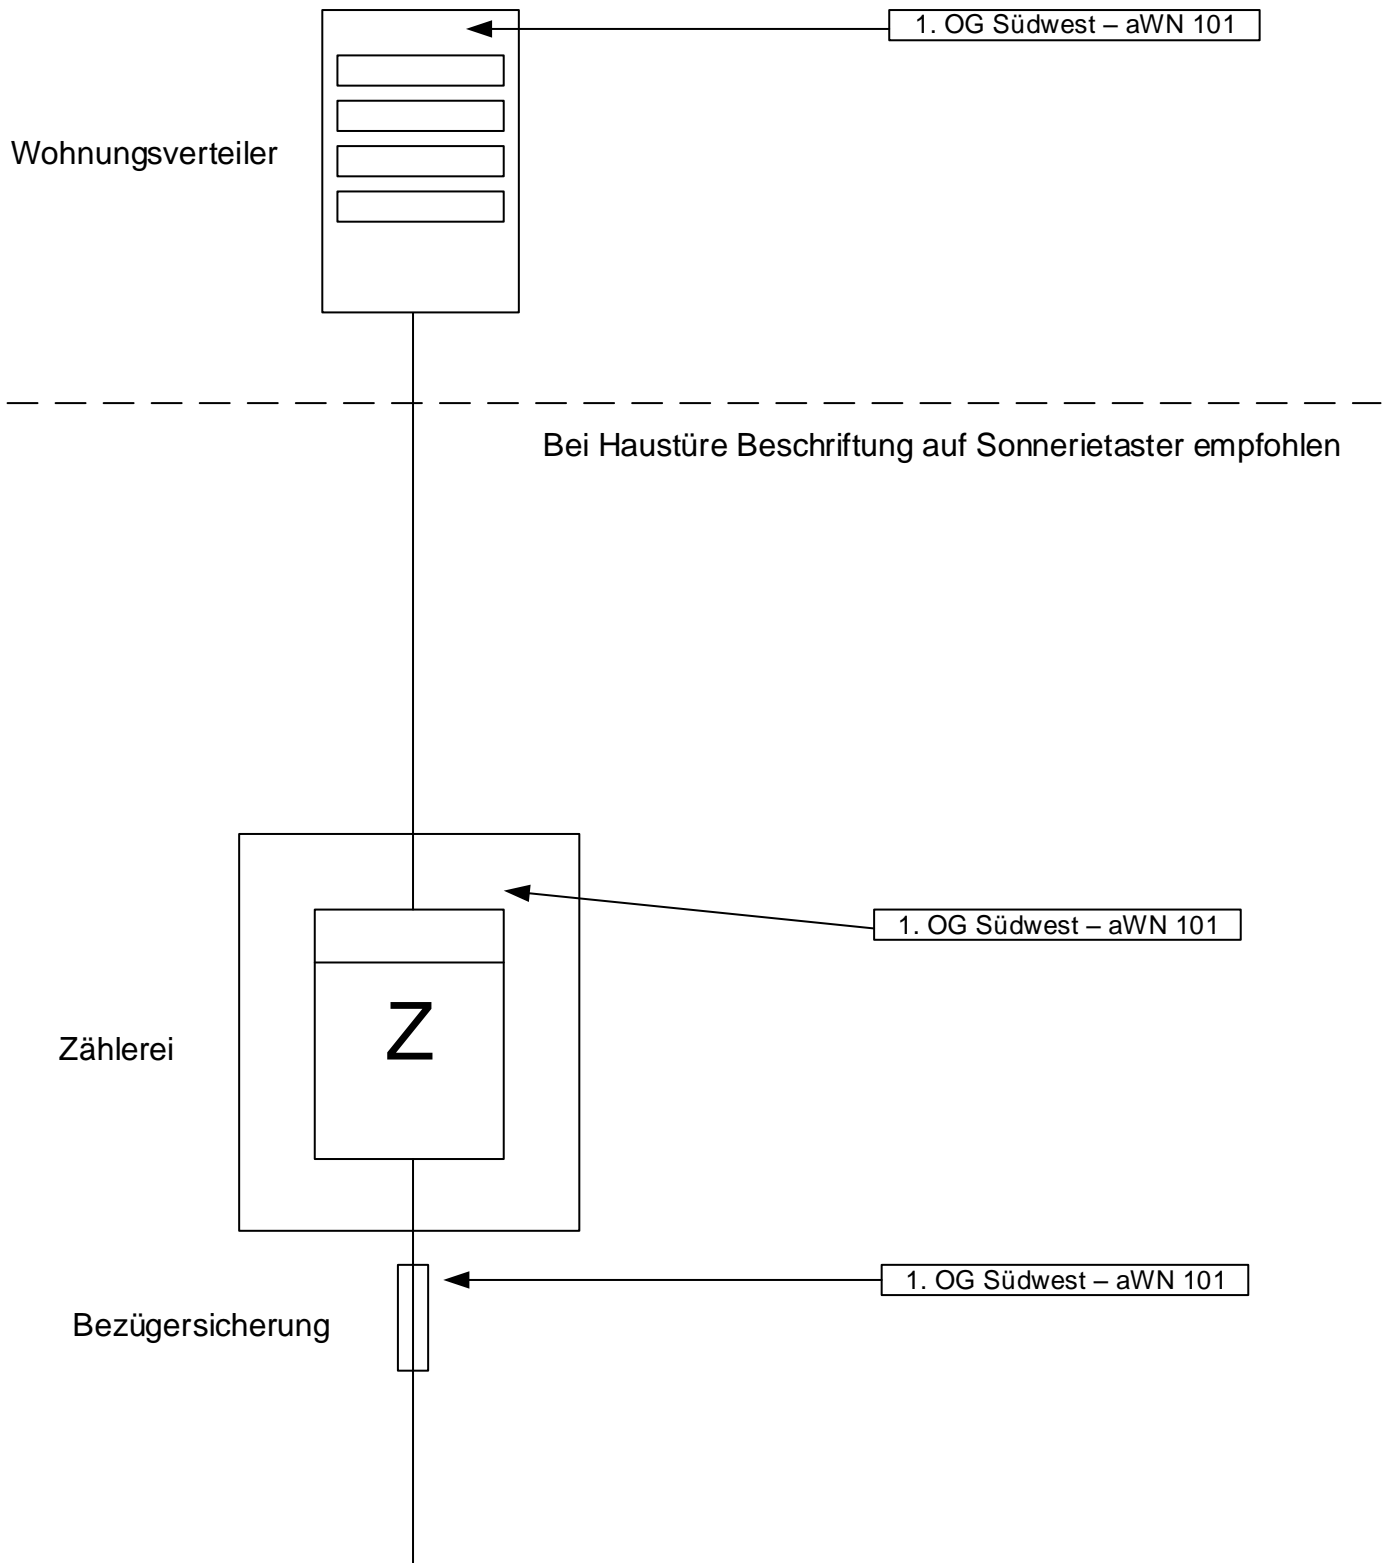 1. OG Südwest – aWN 101
Wohnungsverteiler
Bei Haustüre Beschriftung auf Sonnerietaster empfohlen
1. OG Südwest – aWN 101
Z
Zählerei
1. OG Südwest – aWN 101
Bezügersicherung